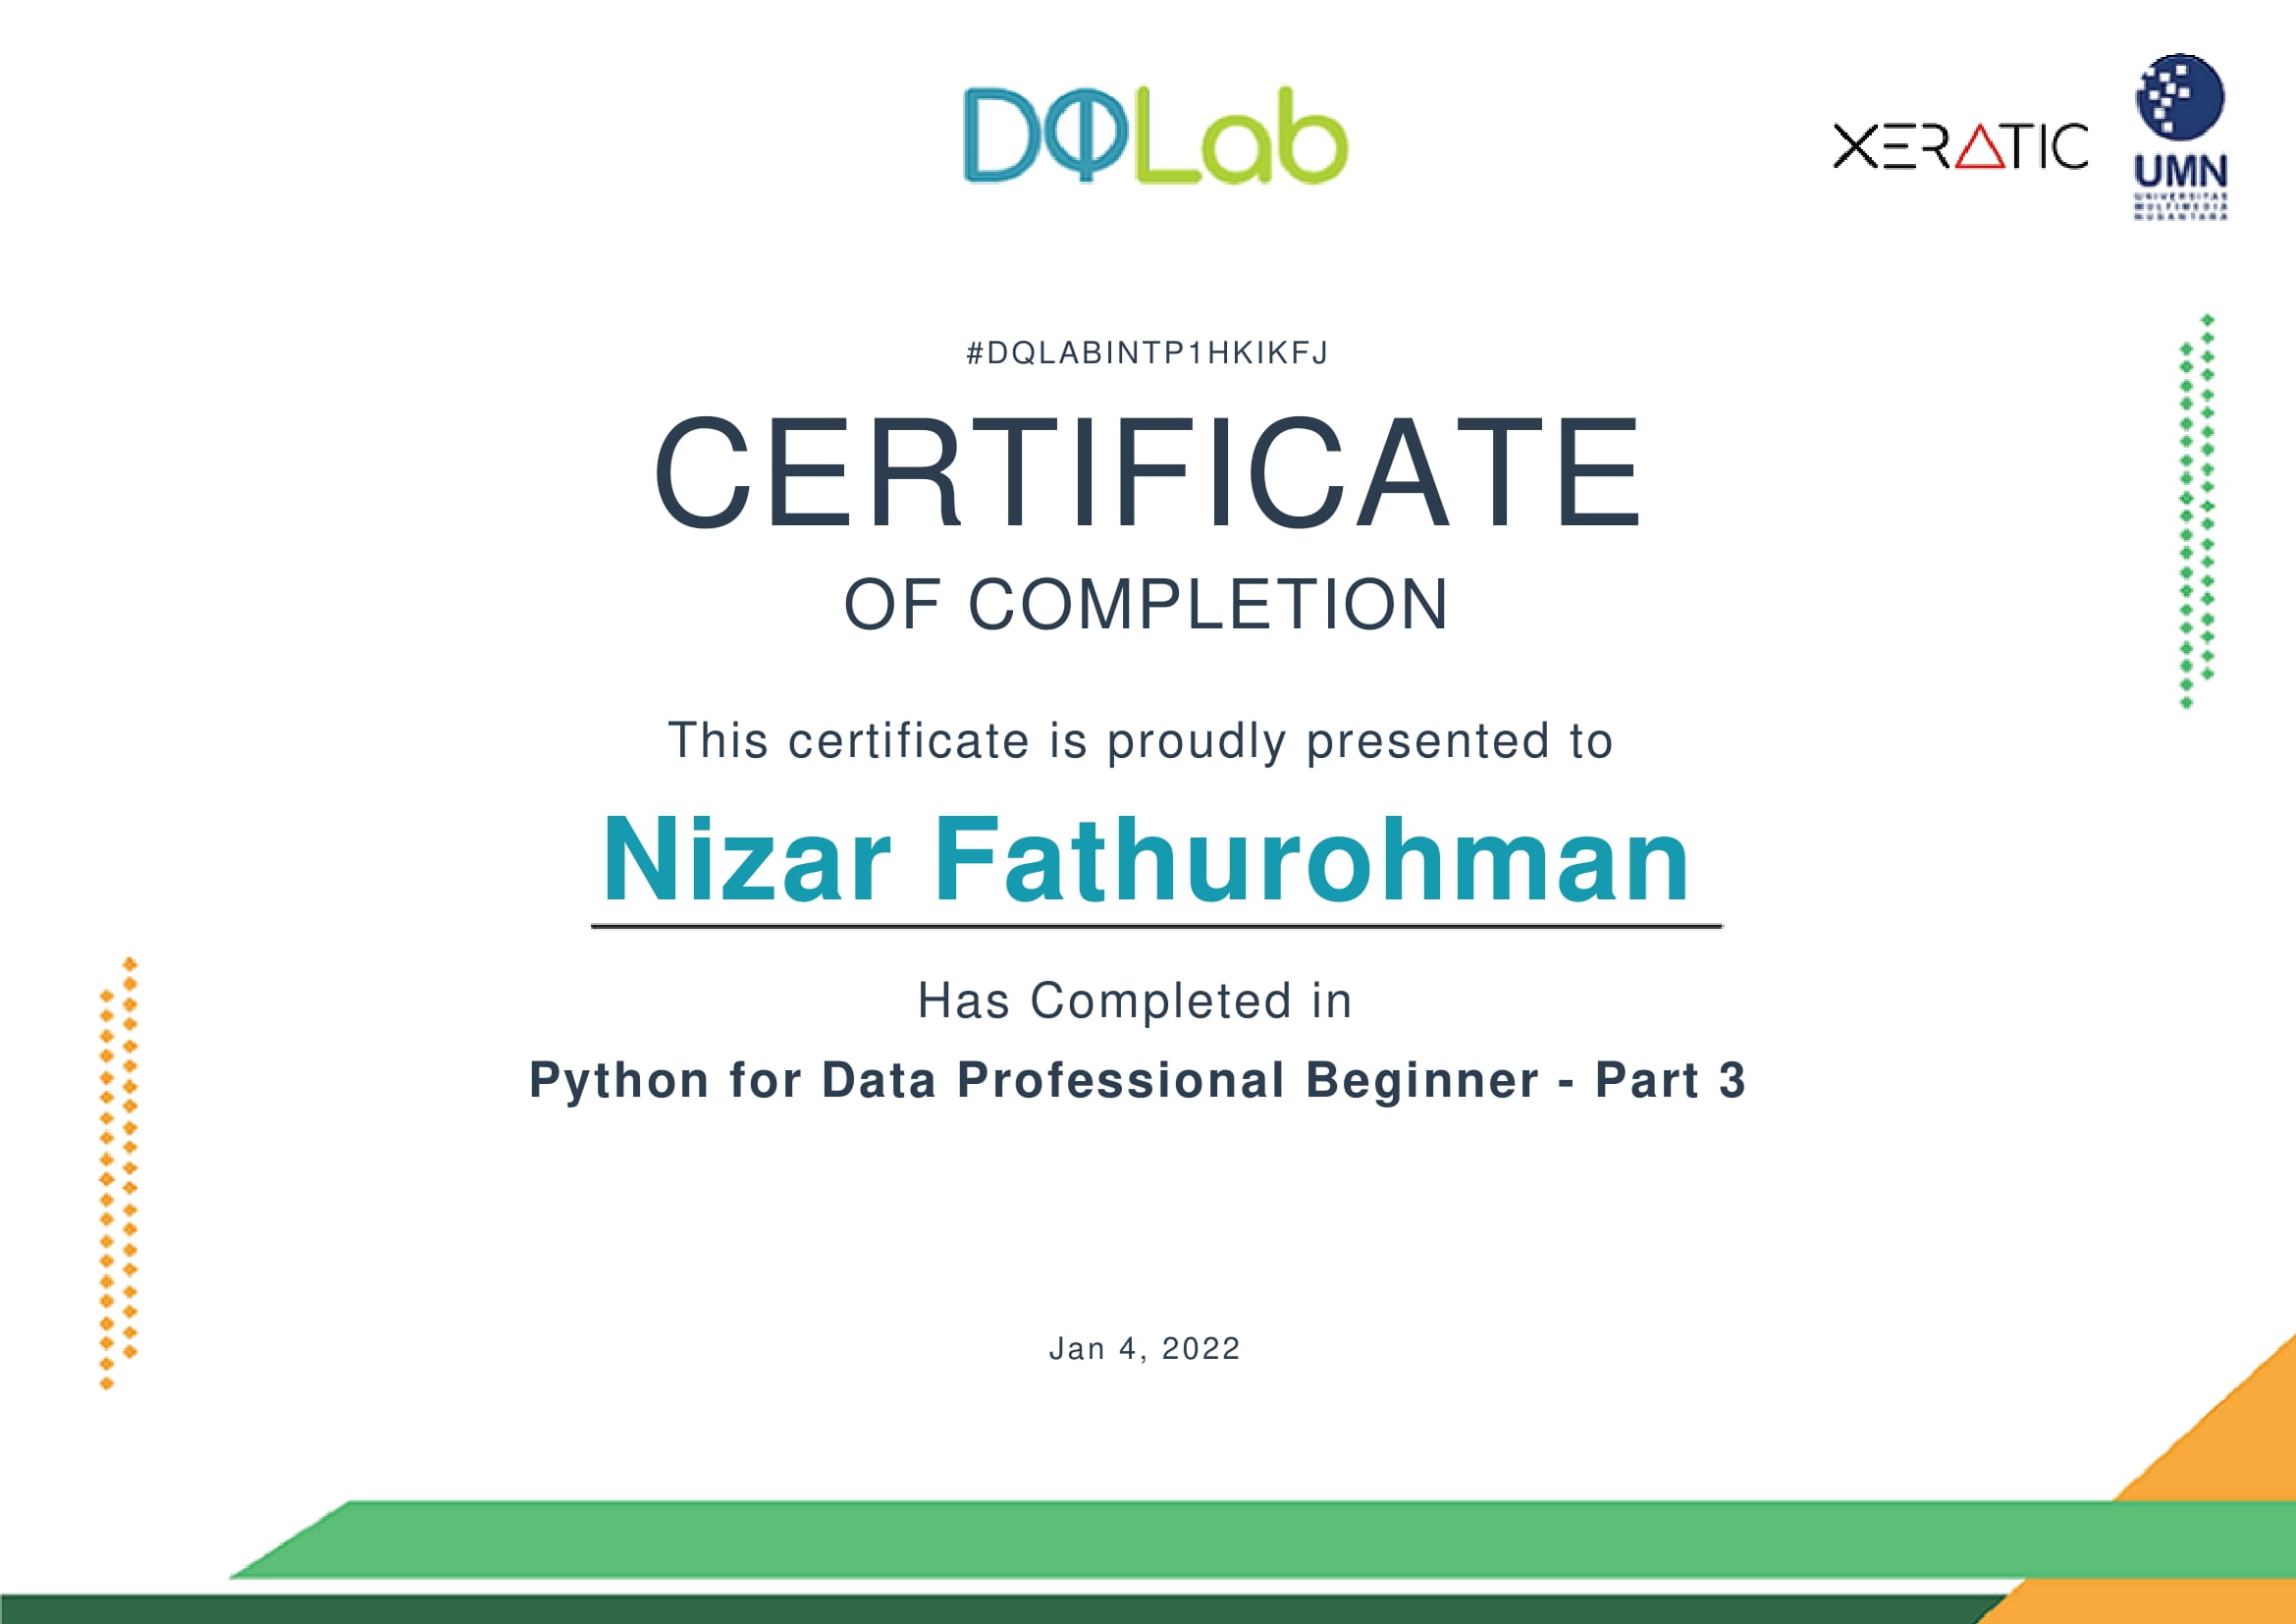 DQLab
XERATIC
UMN
UNIVERSITAS
MULTIMEDIA
NUSANTARA
#DQLABINTP1HKIKFJ
CERTIFICATE
OF COMPLETION
This certificate is proudly presented to
Nizar Fathurohman
Has Completed in
Python for Data Professional Beginner - Part 3
Jan 4, 2022